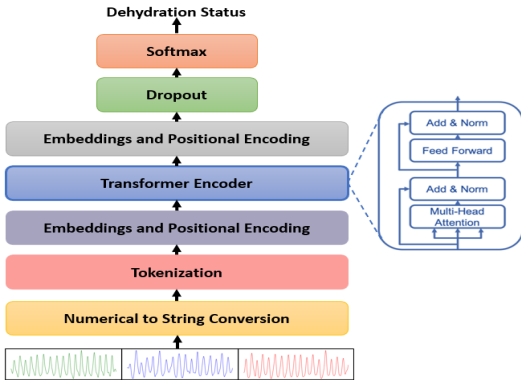 Dehydration Status
Softmax
Dropout
Embeddings and Positional Encoding
Transformer Encoder
Embeddings and Positional Encoding
Tokenization
Numerical to String Conversion
Add & Norm
Feed Forward
Add & Norm
Multi-Head
Attention